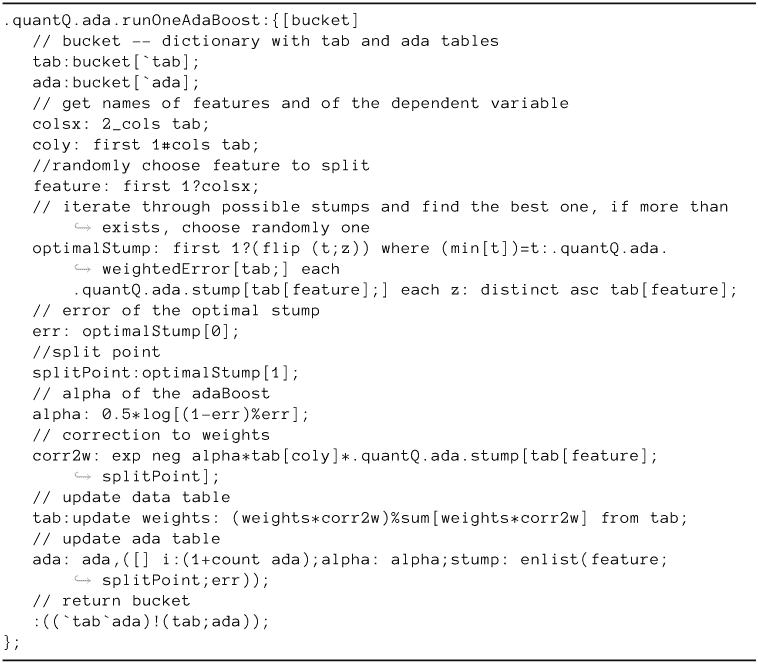 .quantQ.ada.runOneAdaBoost:{[bucket]
// bucket -- dictionary with tab and ada tables
tab:bucket[`tab];
ada:bucket[`ada];
// get names of features and of the dependent variable
colsx: 2_cols tab;
coly: first 1#cols tab;
//randomly choose feature to split
feature: first 1?colsx;
// iterate through possible stumps and find the best one, if more than
↪ exists, choose randomly one
optimalStump: first 1?(flip (t;z)) where (min[t])=t:.quantQ.ada.
↪ weightedError[tab;] each
.quantQ.ada.stump[tab[feature];] each z: distinct asc tab[feature];
// error of the optimal stump
err: optimalStump[0];
//split point
splitPoint:optimalStump[1];
// alpha of the adaBoost
alpha: 0.5*log[(1-err)%err];
// correction to weights
corr2w: exp neg alpha*tab[coly]*.quantQ.ada.stump[tab[feature];
↪ splitPoint];
// update data table
tab:update weights: (weights*corr2w)%sum[weights*corr2w] from tab;
// update ada table
ada: ada,([] i:(1+count ada);alpha: alpha;stump: enlist(feature;
↪ splitPoint;err));
// return bucket
:((`tab`ada)!(tab;ada));
};